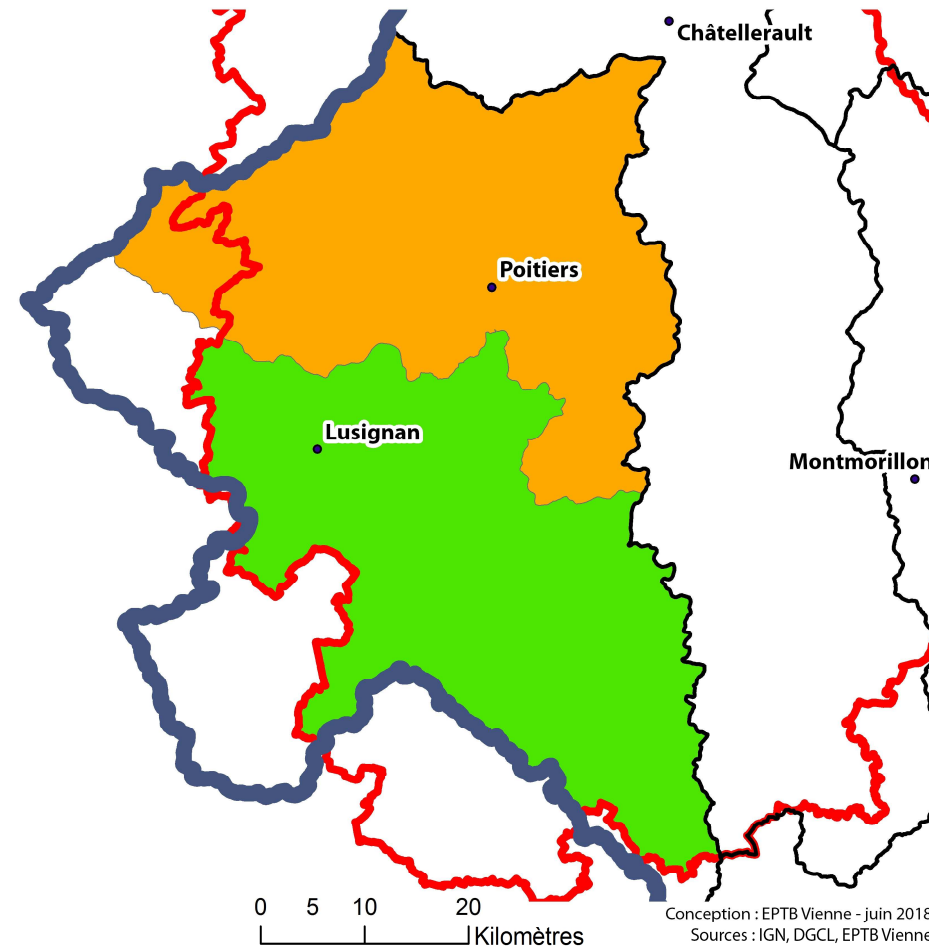 Châtellerault
Poitiers
Lusignan
Montmorillon
0 5 10 20
Kilomètres
Conception : EPTB Vienne - juin 2018
Sources : IGN, DGCL, EPTB Vienne